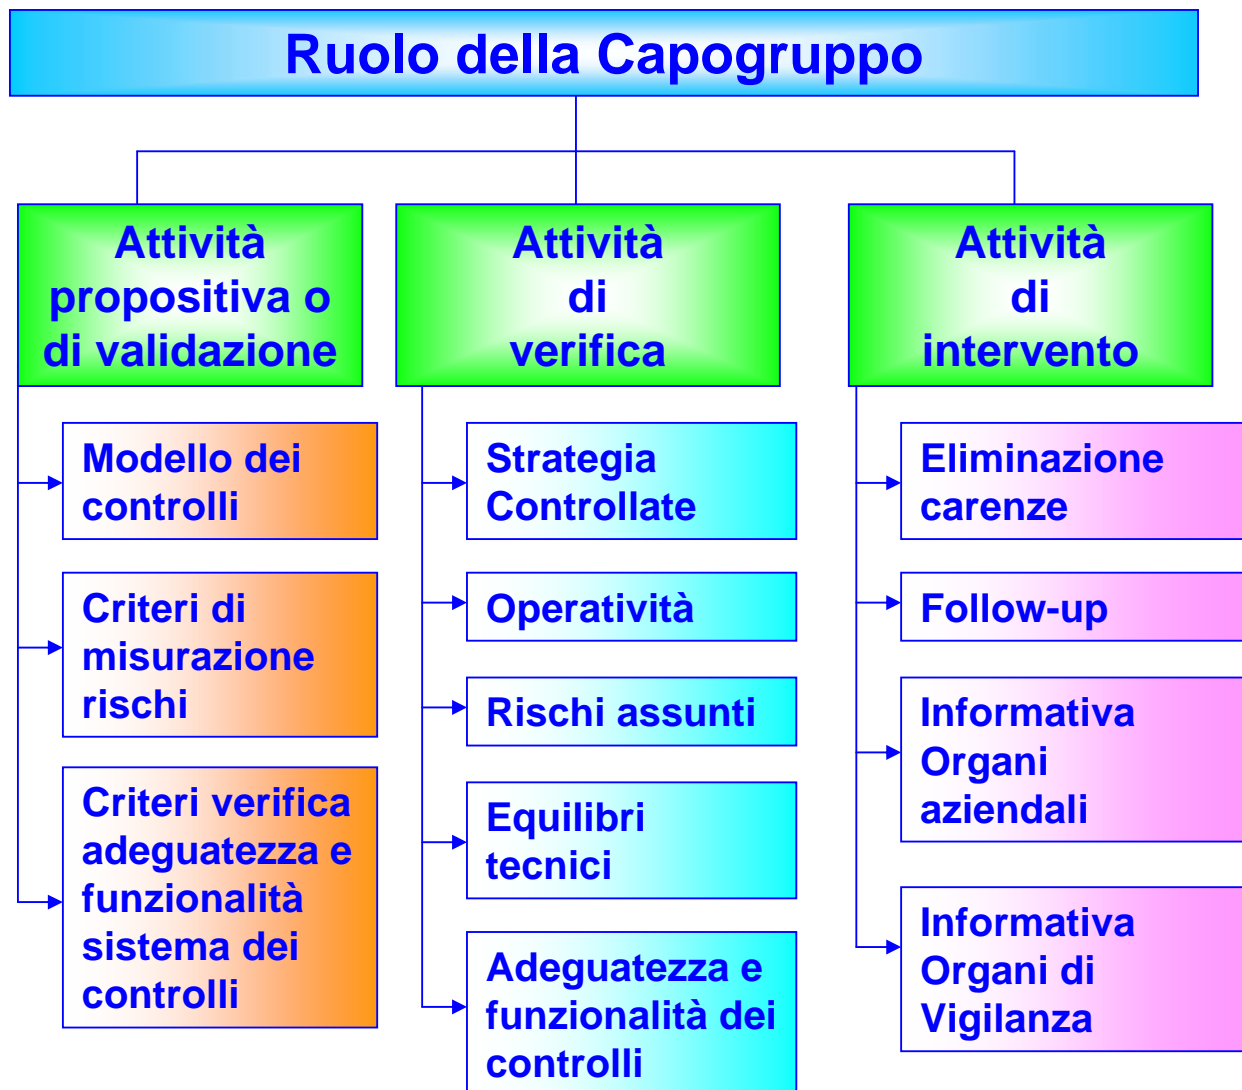 Ruolo della Capogruppo
Attività
propositiva o
di validazione
Modello dei
controlli
Criteri di
misurazione
rischi
Criteri verifica
adeguatezza e
funzionalità
sistema dei
controlli
Attività
di
verifica
Strategia
Controllate
Operatività
Rischi assunti
Equilibri
tecnici
Adeguatezza e
funzionalità dei
controlli
Attività
di
intervento
Eliminazione
carenze
Follow-up
Informativa
Organi
aziendali
Informativa
Organi di
Vigilanza